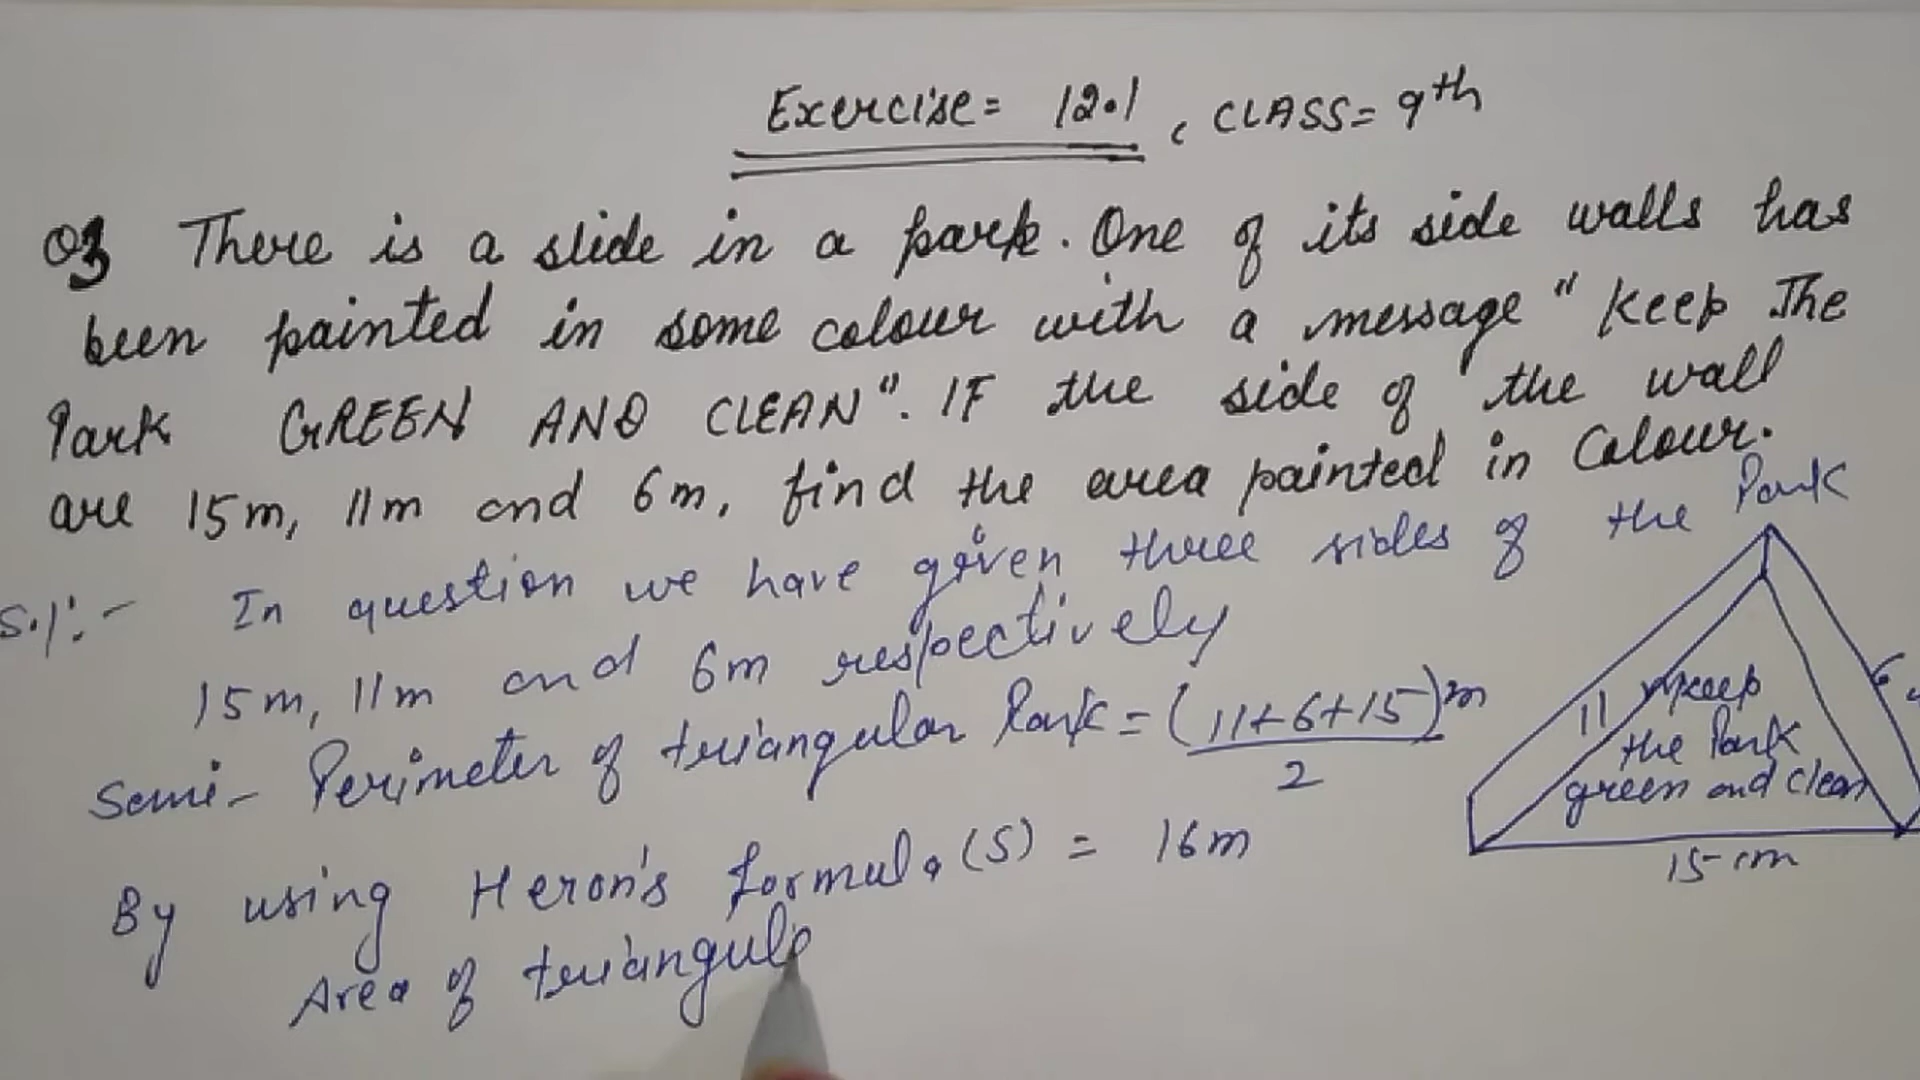 Exercise = 12.1, CLASS = 9th
Q3 There is a slide in a park. One of its side walls has
been painted in some colour with a message "Keep The
Park GREEN AND CLEAN". IF the side of the wall
are 15m, 11m and 6m, find the area painted in Colour.
Sol:- In question we have given three sides of the Park
15m, 11m and 6m respectively
Semi-Perimeter of triangular Park = (11+6+15)m
2
By using Heron's formula (S) = 16m
Area of triangula
11
6
keep
the Park
green and clean
15 cm